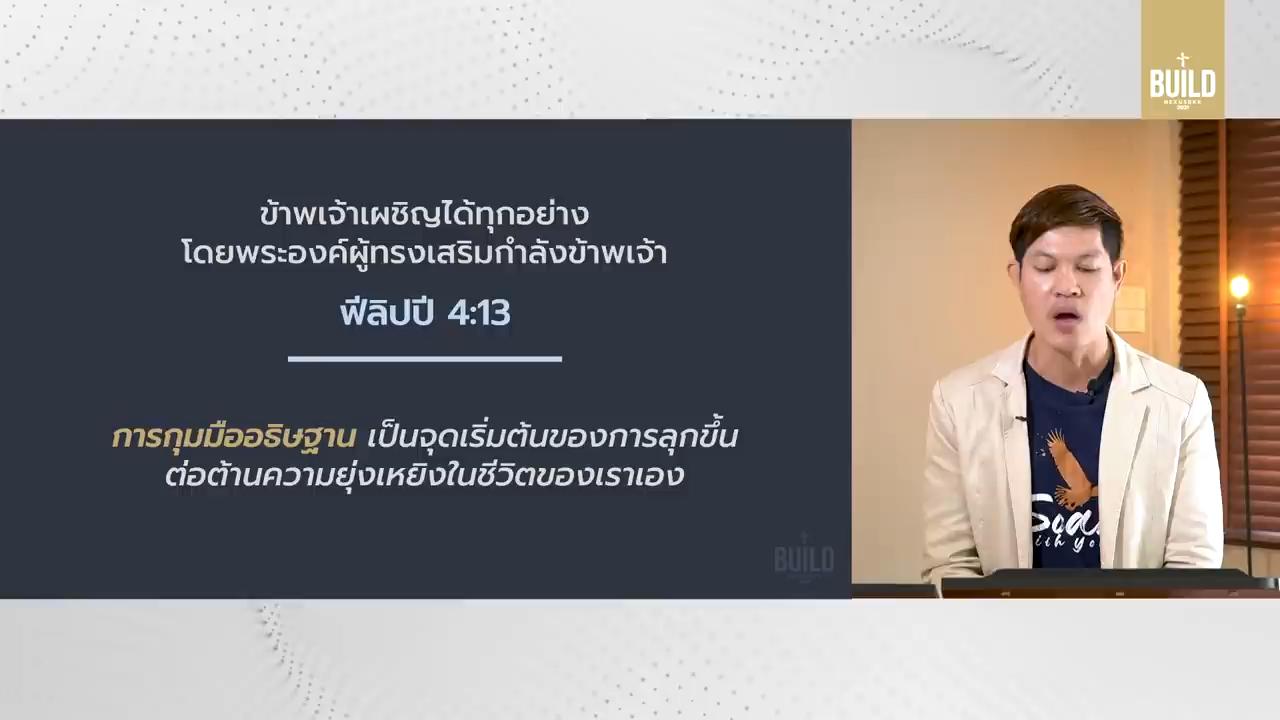 BUILD
NEXUSBKK
2021
ข้าพเจ้าเผชิญได้ทุกอย่าง
โดยพระองค์ผู้ทรงเสริมกำลังข้าพเจ้า
ฟีลิปปี 4:13
การกุมมืออธิษฐาน เป็นจุดเริ่มต้นของการลุกขึ้น
ต่อต้านความยุ่งเหยิงในชีวิตของเราเอง
BUILD